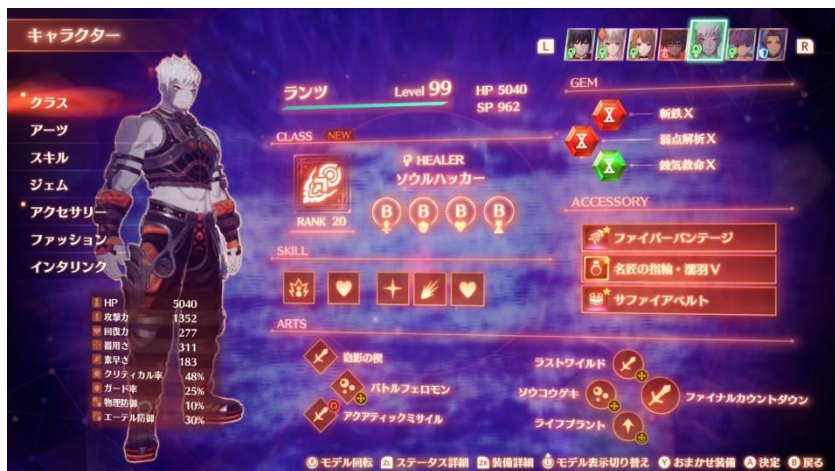 キャラクター
L
R
クラス
アーツ
スキル
ジェム
アクセサリー
ファッション
インタリンク
HP 5040
攻撃力 1352
回復力 277
器用さ 311
素早さ 183
クリティカル率 48%
ガード率 25%
物理防御 10%
エーテル防御 30%
ランツ Level 99 HP 5040
SP 962
CLASS NEW
HEALER
ソウルハッカー
RANK 20
B B B B
SKILL
GEM
X 斬鉄X
X 弱点解析X
X 錬気救命X
ACCESSORY
ファイバーバンテージ
名匠の指輪・濡羽V
サファイアベルト
ARTS
泡影の楔
バトルフェロモン
アクアティックミサイル
ラストワイルド
ソウコウゲキ
ライフプラント
ファイナルカウントダウン
モデル回転 ZL ステータス詳細 ZR 装備詳細 モデル表示切り替え Y おまかせ装備 A 決定 B 戻る